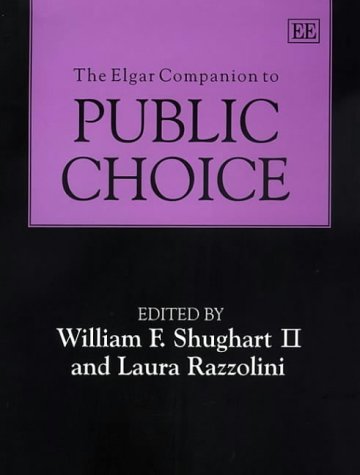 EE
The Elgar Companion to
PUBLIC
CHOICE
EDITED BY
William F. Shughart II
and Laura Razzolini